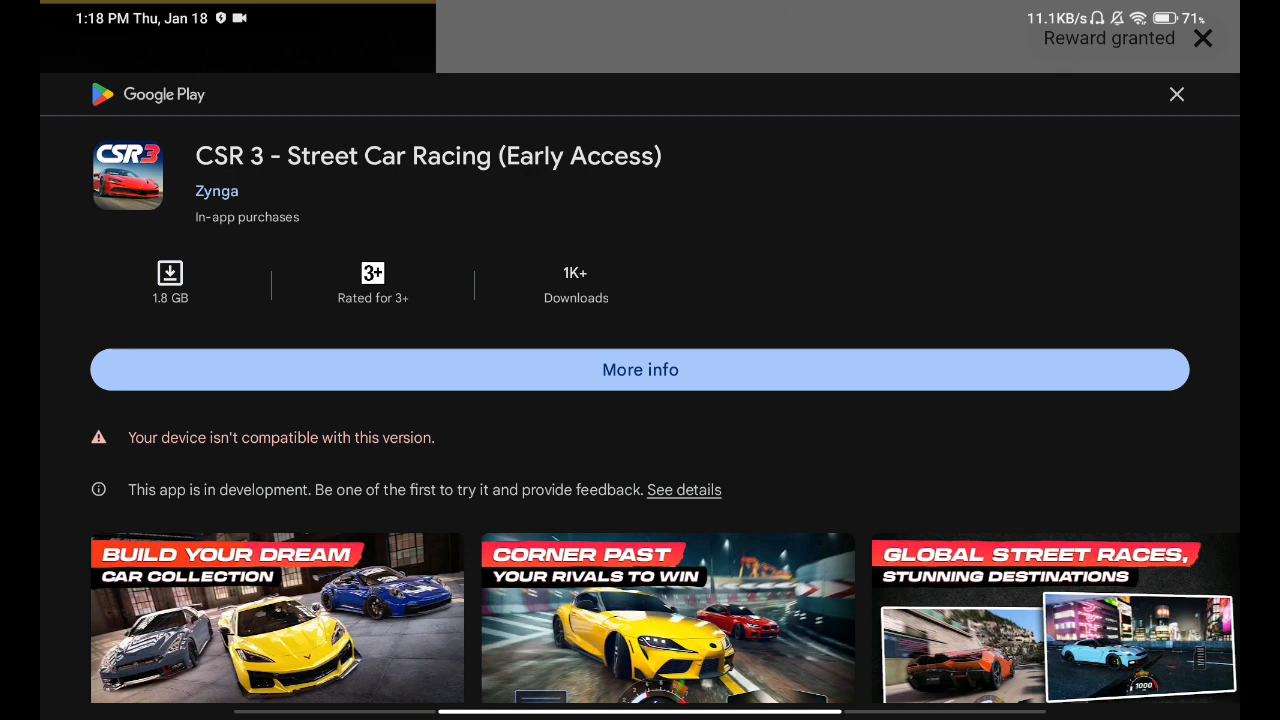 1:18 PM Thu, Jan 18
11.1KB/s 71%
Reward granted
Google Play
CSR3
CSR 3 - Street Car Racing (Early Access)
Zynga
In-app purchases
1.8 GB
3+
Rated for 3+
1K+
Downloads
More info
Your device isn't compatible with this version.
This app is in development. Be one of the first to try it and provide feedback. See details
BUILD YOUR DREAM
CAR COLLECTION
CORNER PAST
YOUR RIVALS TO WIN
GLOBAL STREET RACES,
STUNNING DESTINATIONS
1000